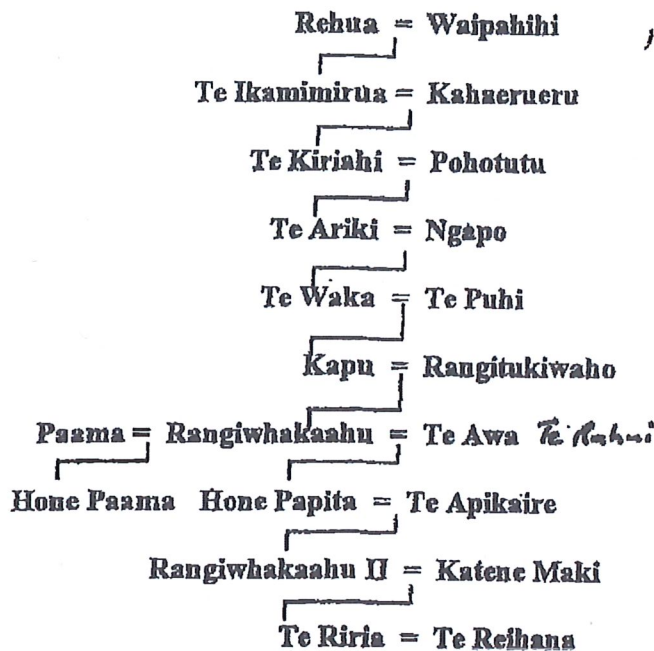 Rehua = Waipahihi
Te Ikamimirua = Kahaerueru
Te Kiriahi = Pohotutu
Te Ariki = Ngapo
Te Waka = Te Puhi
Kapu = Rangitukiwaho
Paama = Rangiwhakaahu = Te Awa Te
Hone Paama Hone Papita = Te Apikaire
Rangiwhakaahu II = Katene Maki
Te Riria = Te Reihana